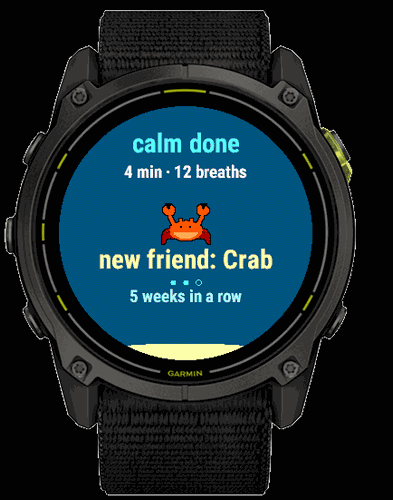 calm done
4 min · 12 breaths
new friend: Crab
5 weeks in a row
GARMIN